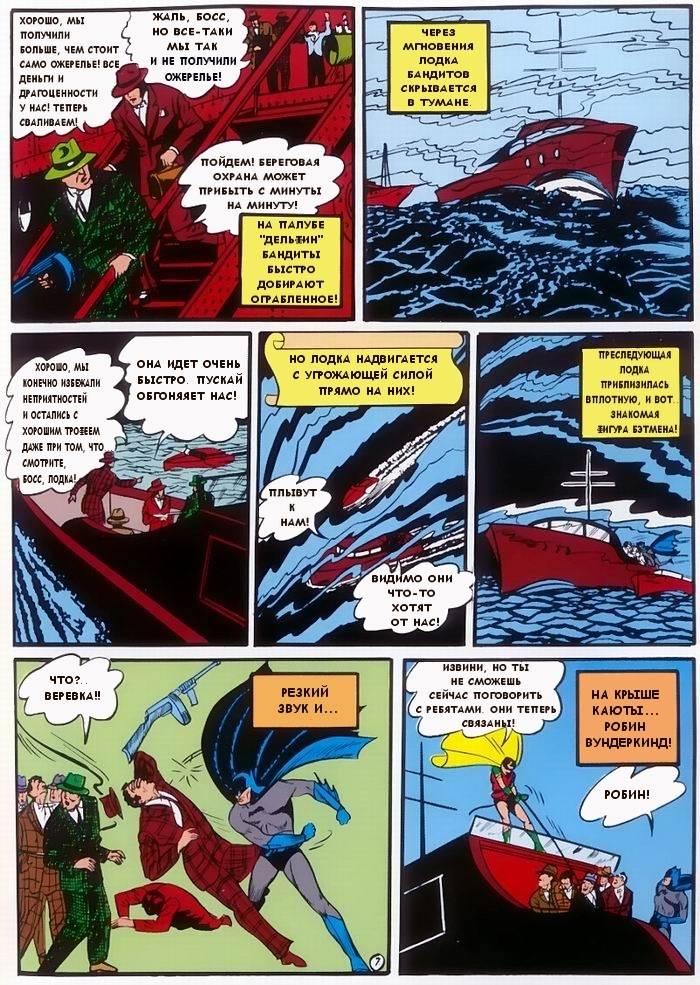 ХОРОШО, МЫ
ПОЛУЧИЛИ
БОЛЬШЕ, ЧЕМ СТОИТ
САМО ОЖЕРЕЛЬЕ! ВСЕ
ДЕНЬГИ И
ДРАГОЦЕННОСТИ
У НАС! ТЕПЕРЬ
СВАЛИВАЕМ!
ЖАЛЬ, БОСС,
НО ВСЕ-ТАКИ
МЫ ТАК
И НЕ ПОЛУЧИЛИ
ОЖЕРЕЛЬЕ!
ПОЙДЕМ! БЕРЕГОВАЯ
ОХРАНА МОЖЕТ
ПРИБЫТЬ С МИНУТЫ
НА МИНУТУ!
НА ПАЛУБЕ
"ДЕЛЬФИН"
БАНДИТЫ
БЫСТРО
ДОБИРАЮТ
ОГРАБЛЕННОЕ!
ЧЕРЕЗ
МГНОВЕНИЯ
ЛОДКА
БАНДИТОВ
СКРЫВАЕТСЯ
В ТУМАНЕ.
ХОРОШО, МЫ
КОНЕЧНО ИЗБЕЖАЛИ
НЕПРИЯТНОСТЕЙ
И ОСТАЛИСЬ С
ХОРОШИМ ТРОФЕЕМ
ДАЖЕ ПРИ ТОМ, ЧТО...
СМОТРИТЕ,
БОСС, ЛОДКА!
ОНА ИДЕТ ОЧЕНЬ
БЫСТРО. ПУСКАЙ
ОБГОНЯЯЕТ НАС!
НО ЛОДКА НАДВИГАЕТСЯ
С УГРОЖАЮЩЕЙ СИЛОЙ
ПРЯМО НА НИХ!
ПЛЫВУТ
К
НАМ!
ВИДИМО ОНИ
ЧТО-ТО
ХОТЯТ
ОТ НАС!
ПРЕСЛЕДУЮЩАЯ
ЛОДКА
ПРИБЛИЗИЛАСЬ
ВПЛОТНУЮ, И ВОТ..
ЗНАКОМАЯ
ФИГУРА БЭТМЕНА!
ЧТО?..
ВЕРЕВКА!!
РЕЗКИЙ
ЗВУК И...
7
ИЗВИНИ, НО ТЫ
НЕ СМОЖЕШЬ
СЕЙЧАС ПОГОВОРИТЬ
С РЕБЯТАМИ. ОНИ ТЕПЕРЬ
СВЯЗАНЫ!
НА КРЫШЕ
КАЮТЫ...
РОБИН
ВУНДЕРКИНД!
РОБИН!